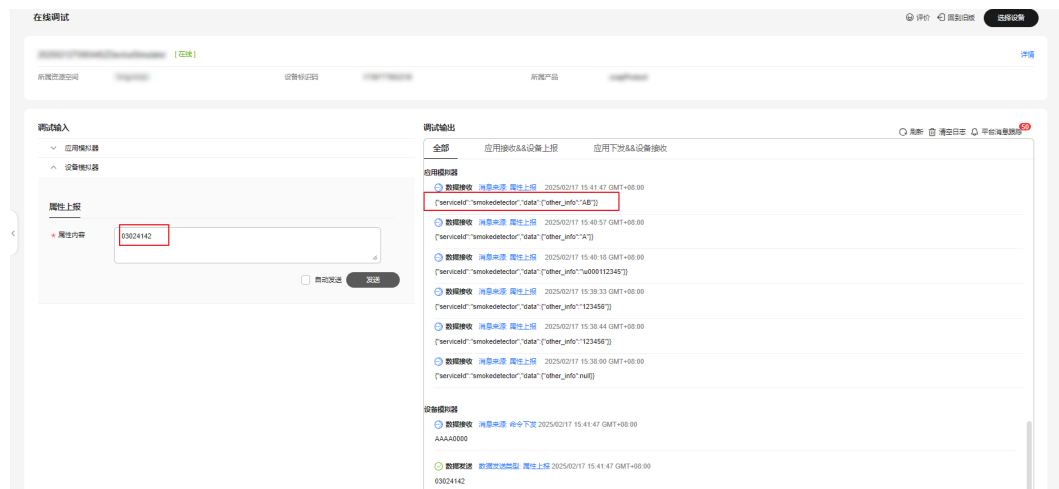 在线调试
评价 回到旧版 选择设备
[在线]
详情
所属资源空间
设备标识码
所属产品
调试输入
应用模拟器
设备模拟器
属性上报
* 属性内容
03024142
自动发送 发送
调试输出
刷新 清空日志 平台消息跟踪 50
全部 应用接收&&设备上报 应用下发&&设备接收
应用模拟器
数据接收 消息来源: 属性上报 2025/02/17 15:41:47 GMT+08:00
{"serviceId":"smokedetector","data":{"other_info":"AB"}}
数据接收 消息来源: 属性上报 2025/02/17 15:40:57 GMT+08:00
{"serviceId":"smokedetector","data":{"other_info":"A"}}
数据接收 消息来源: 属性上报 2025/02/17 15:40:18 GMT+08:00
{"serviceId":"smokedetector","data":{"other_info":"\u000112345"}}
数据接收 消息来源: 属性上报 2025/02/17 15:39:33 GMT+08:00
{"serviceId":"smokedetector","data":{"other_info":"123456"}}
数据接收 消息来源: 属性上报 2025/02/17 15:38:44 GMT+08:00
{"serviceId":"smokedetector","data":{"other_info":"123456"}}
数据接收 消息来源: 属性上报 2025/02/17 15:38:00 GMT+08:00
{"serviceId":"smokedetector","data":{"other_info":null}}
设备模拟器
数据接收 消息来源: 命令下发 2025/02/17 15:41:47 GMT+08:00
AAAA0000
数据发送 数据发送类型: 属性上报 2025/02/17 15:41:47 GMT+08:00
03024142